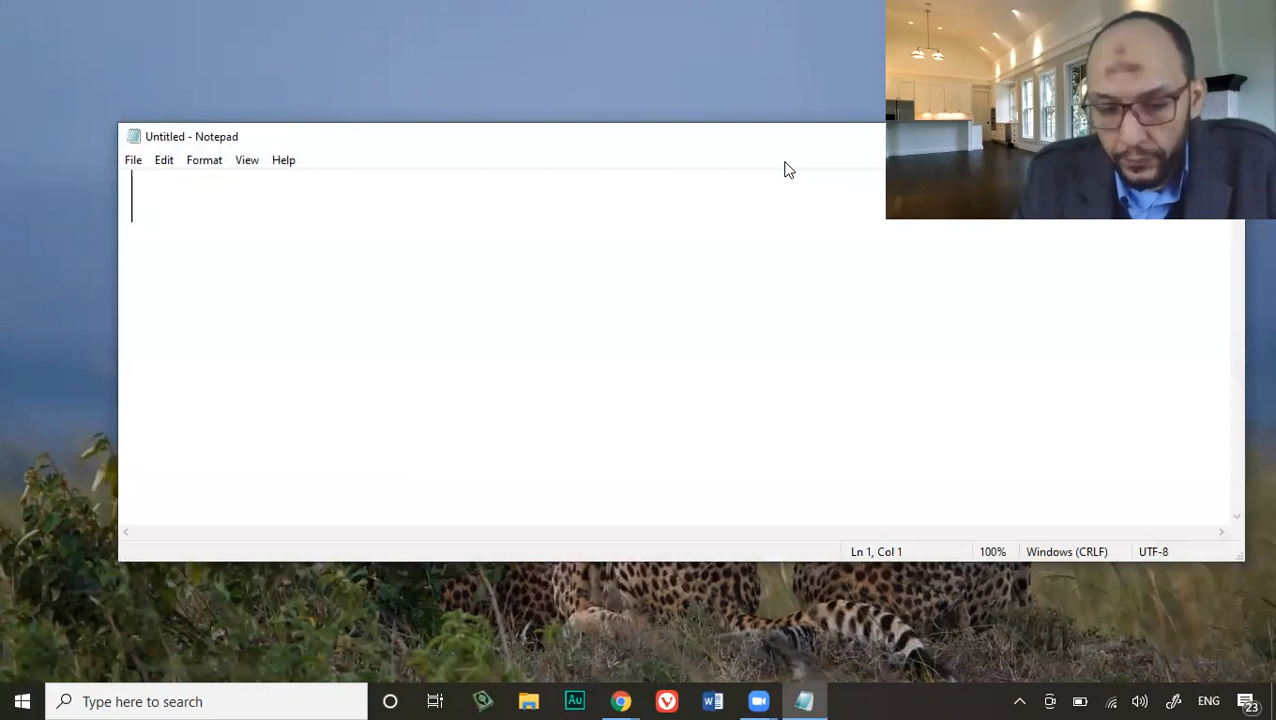 Untitled - Notepad
File Edit Format View Help
Ln 1, Col 1 100% Windows (CRLF) UTF-8
Type here to search
Au
W
ENG
23